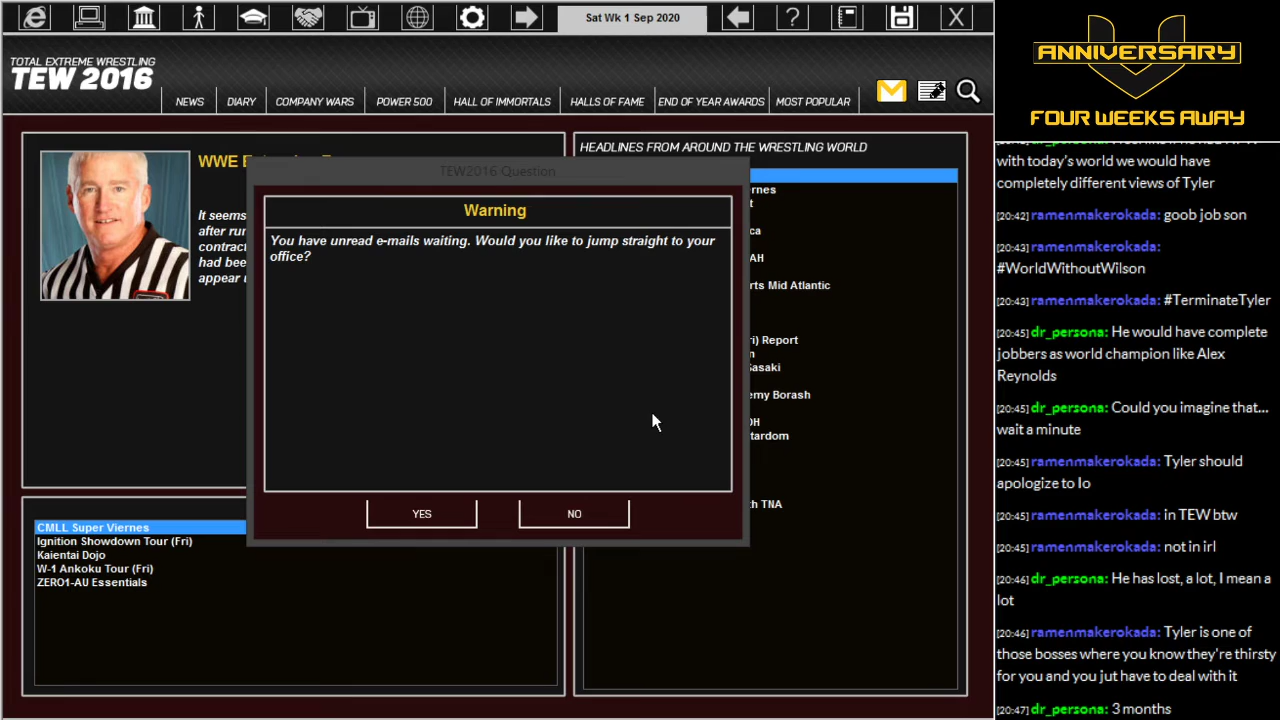 Sat Wk 1 Sep 2020
TOTAL EXTREME WRESTLING
TEW 2016
NEWS
DIARY
COMPANY WARS
POWER 500
HALL OF IMMORTALS
HALLS OF FAME
END OF YEAR AWARDS
MOST POPULAR
WWE
It seems
after run
contract
had bee
appear
HEADLINES FROM AROUND THE WRESTLING WORLD
TEW2016 Question
Warning
You have unread e-mails waiting. Would you like to jump straight to your
office?
YES
NO
ernes
t
ca
AH
rts Mid Atlantic
ri) Report
n
Sasaki
emy Borash
OH
tardom
th TNA
CMLL Super Viernes
Ignition Showdown Tour (Fri)
Kaientai Dojo
W-1 Ankoku Tour (Fri)
ZERO1-AU Essentials
ANNIVERSARY
FOUR WEEKS AWAY
with today's world we would have
completely different views of Tyler
[20:42] ramenmakerokada: goob job son
[20:43] ramenmakerokada:
#WorldWithoutWilson
[20:43] ramenmakerokada: #TerminateTyler
[20:45] dr_persona: He would have complete
jobbers as world champion like Alex
Reynolds
[20:45] dr_persona: Could you imagine that...
wait a minute
[20:45] ramenmakerokada: Tyler should
apologize to Io
[20:45] ramenmakerokada: in TEW btw
[20:45] ramenmakerokada: not in irl
[20:46] dr_persona: He has lost, a lot, I mean a
lot
[20:46] ramenmakerokada: Tyler is one of
those bosses where you know they're thirsty
for you and you jut have to deal with it
[20:47] dr_persona: 3 months